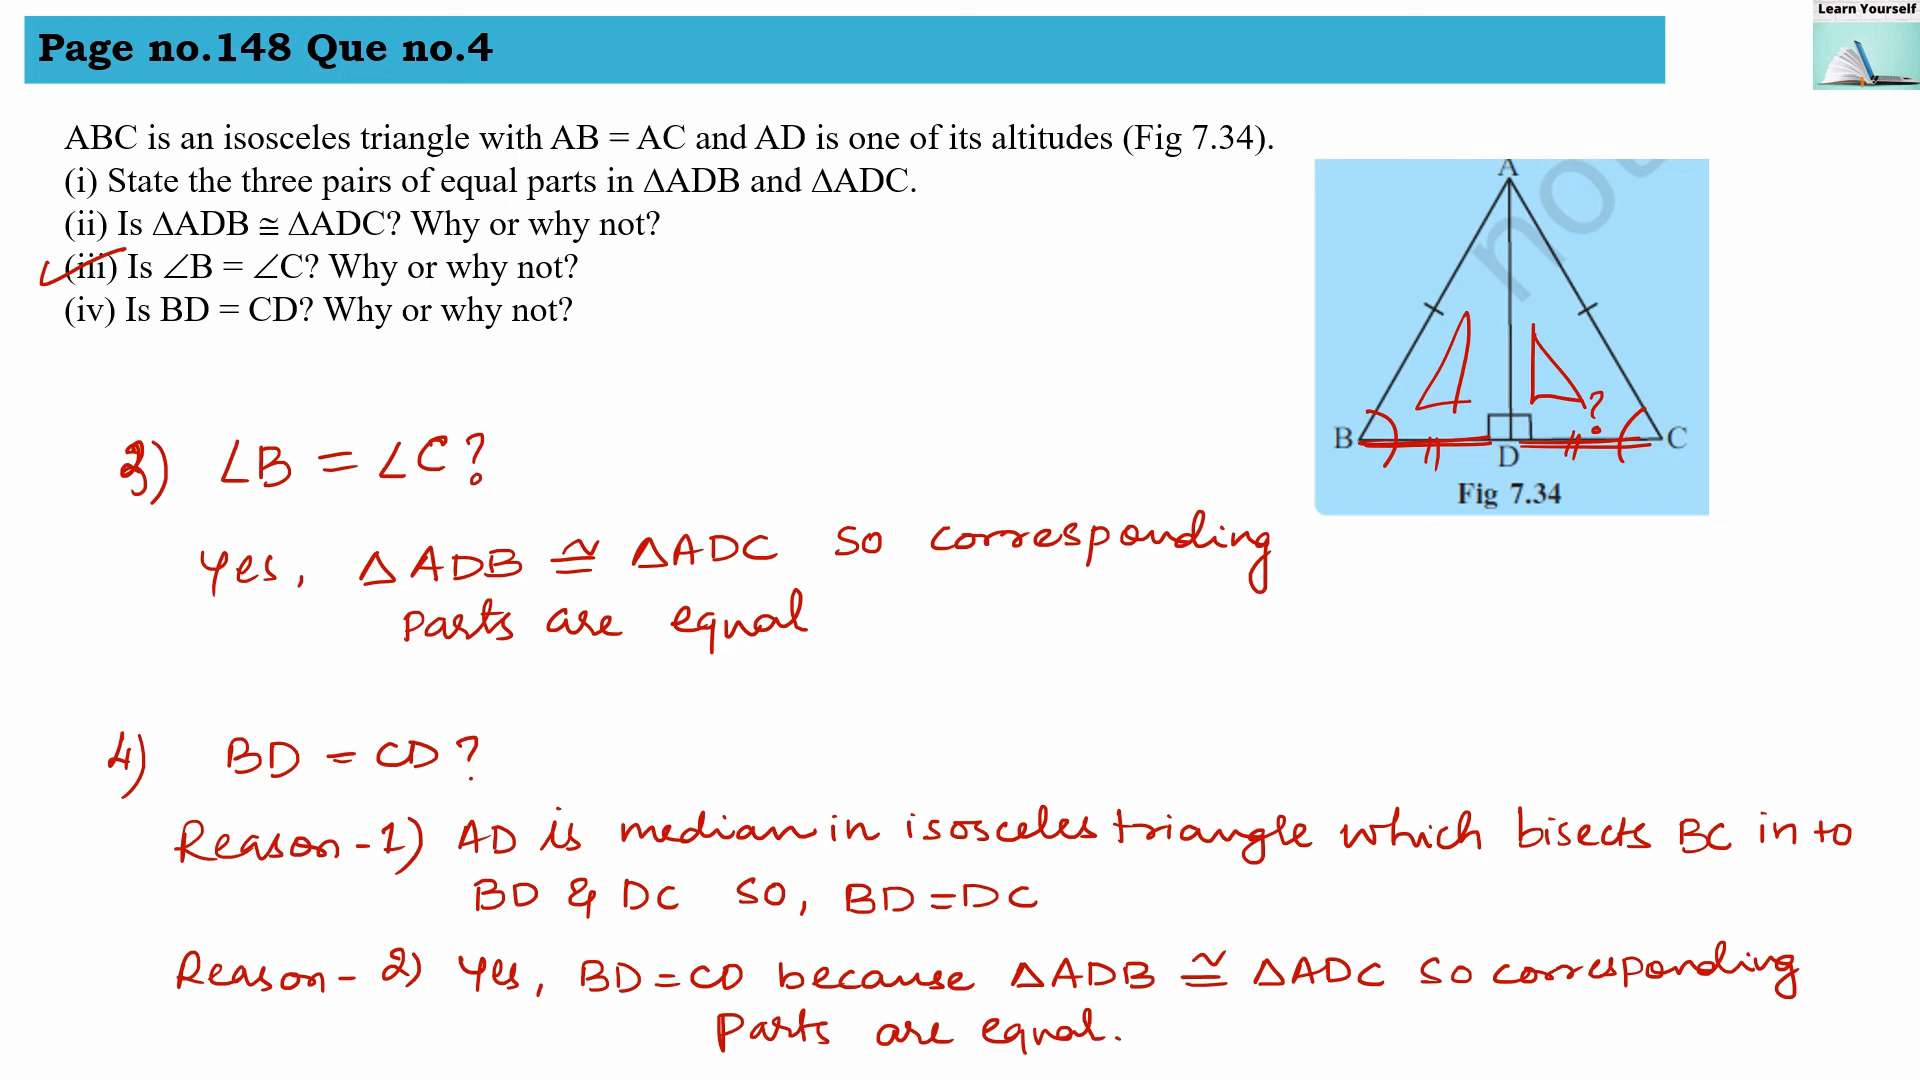 Page no.148 Que no.4
Learn Yourself
ABC is an isosceles triangle with AB = AC and AD is one of its altitudes (Fig 7.34).
(i) State the three pairs of equal parts in ΔADB and ΔADC.
(ii) Is ΔADB ≅ ΔADC? Why or why not?
(iii) Is ∠B = ∠C? Why or why not?
(iv) Is BD = CD? Why or why not?
not
A
?
B
D
C
Fig 7.34
3) ∠B = ∠C?
Yes, Δ ADB ≅ ΔADC so corresponding
Parts are equal
4) BD = CD?
Reason-1) AD is median in isosceles triangle which bisects BC in to
BD & DC so, BD=DC
Reason-2) Yes, BD=CD because ΔADB ≅ ΔADC so corresponding
Parts are equal.